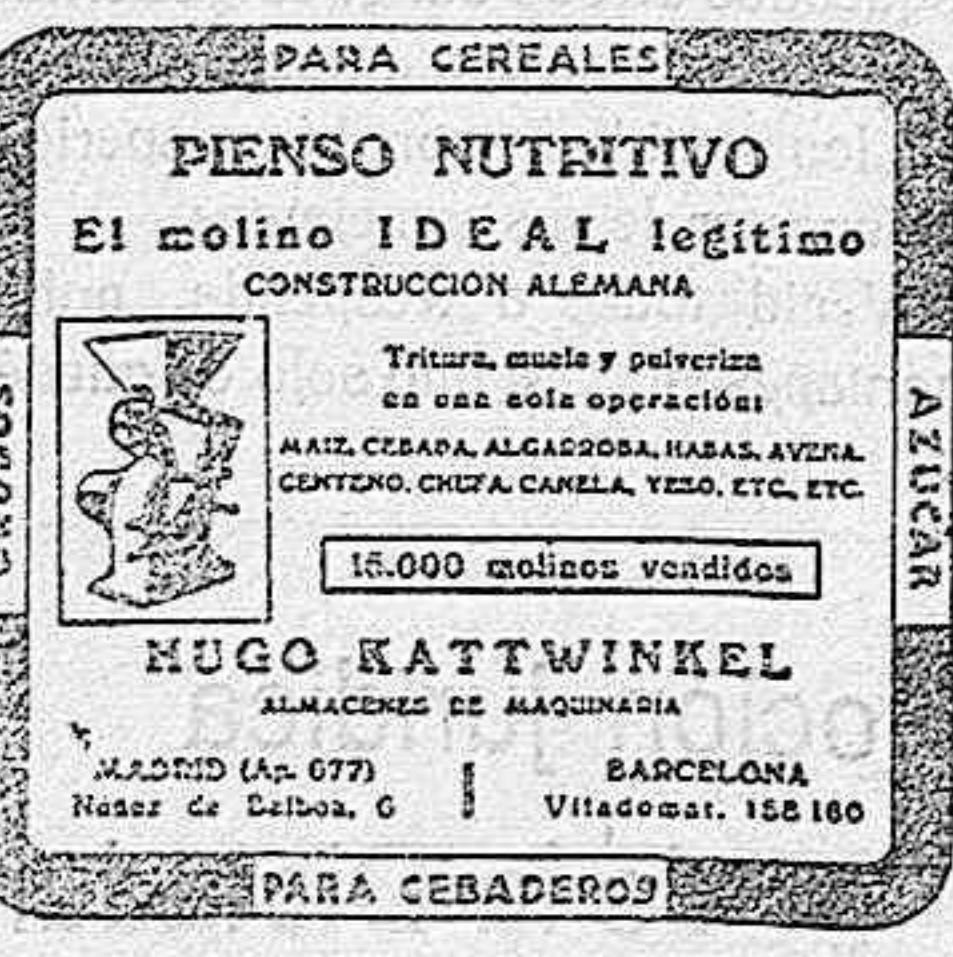 PARA CEREALES
PIENSO NUTRITIVO
El molino IDEAL legítimo
CONSTRUCCION ALEMANA
Tritura, muele y pulveriza
en una sola operación:
MAIZ, CEBADA, ALGARROBA, HABAS, AVENA,
CENTENO, CHUFA, CANELA, YESO, ETC., ETC.
15.000 molinos vendidos
HUGO KATTWINKEL
ALMACENES DE MAQUINARIA
MADRID (Ap. 677)
Núñez de Balboa, 6
BARCELONA
Viladomat, 158 160
AZUCAR
PARA CEBADEROS